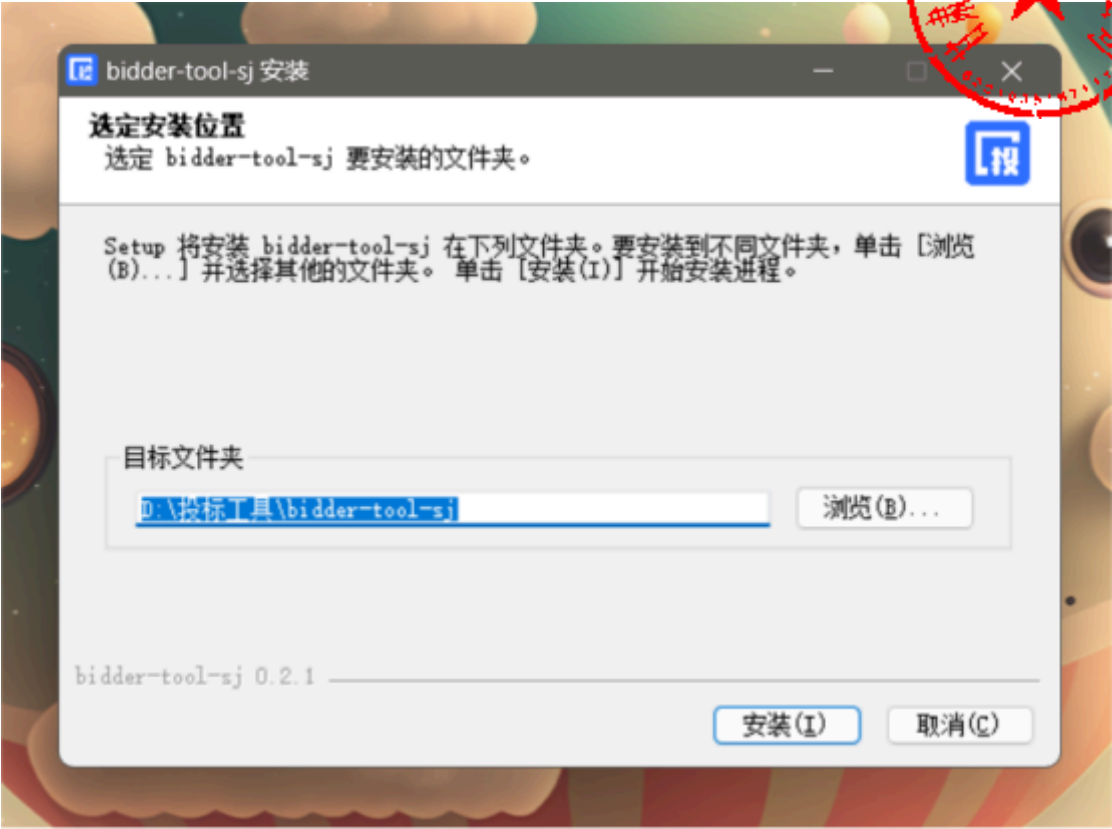 bidder-tool-sj 安装
选定安装位置
选定 bidder-tool-sj 要安装的文件夹。
投
Setup 将安装 bidder-tool-sj 在下列文件夹。要安装到不同文件夹，单击 [浏览
(B)...] 并选择其他的文件夹。 单击 [安装(I)] 开始安装进程。
目标文件夹
D:\投标工具\bidder-tool-sj
浏览(B)...
bidder-tool-sj 0.2.1
安装(I)
取消(C)